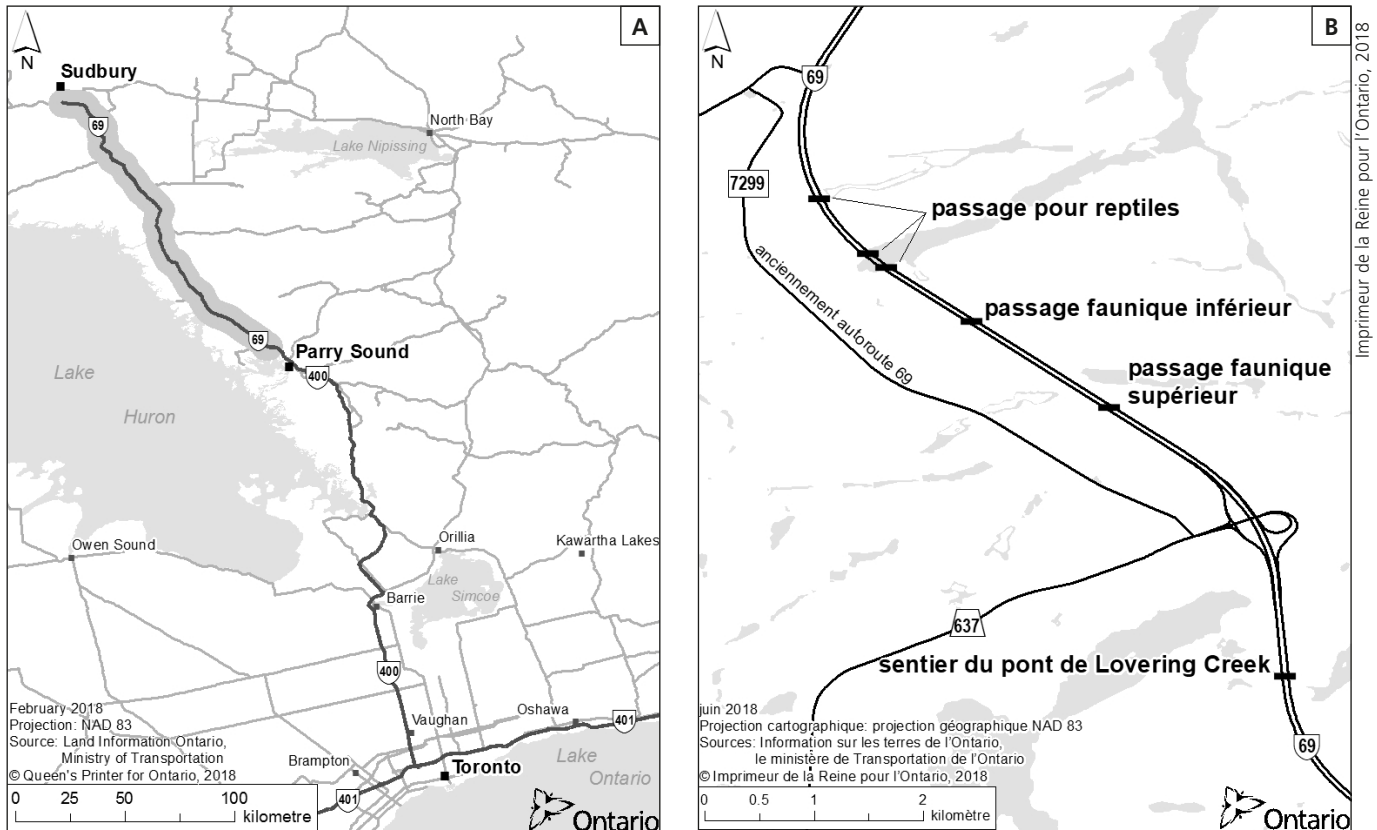 A
N
Sudbury
69
North Bay
Lake Nipissing
69
Parry Sound
400
Lake
Huron
Owen Sound
Orillia
Kawartha Lakes
Lake
Simcoe
Barrie
400
February 2018
Projection: NAD 83
Source: Land Information Ontario,
Ministry of Transportation
© Queen's Printer for Ontario, 2018
Vaughan
Oshawa
401
Brampton
Toronto
Lake
Ontario
401
0 25 50 100
kilometre
Ontario
B
N
69
7299
passage pour reptiles
anciennement autoroute 69
passage faunique inférieur
passage faunique
supérieur
637
sentier du pont de Lovering Creek
69
juin 2018
Projection cartographique: projection géographique NAD 83
Sources: Information sur les terres de l'Ontario,
le ministère de Transportation de l'Ontario
© Imprimeur de la Reine pour l'Ontario, 2018
0 0.5 1 2
kilomètre
Ontario
Imprimeur de la Reine pour l'Ontario, 2018